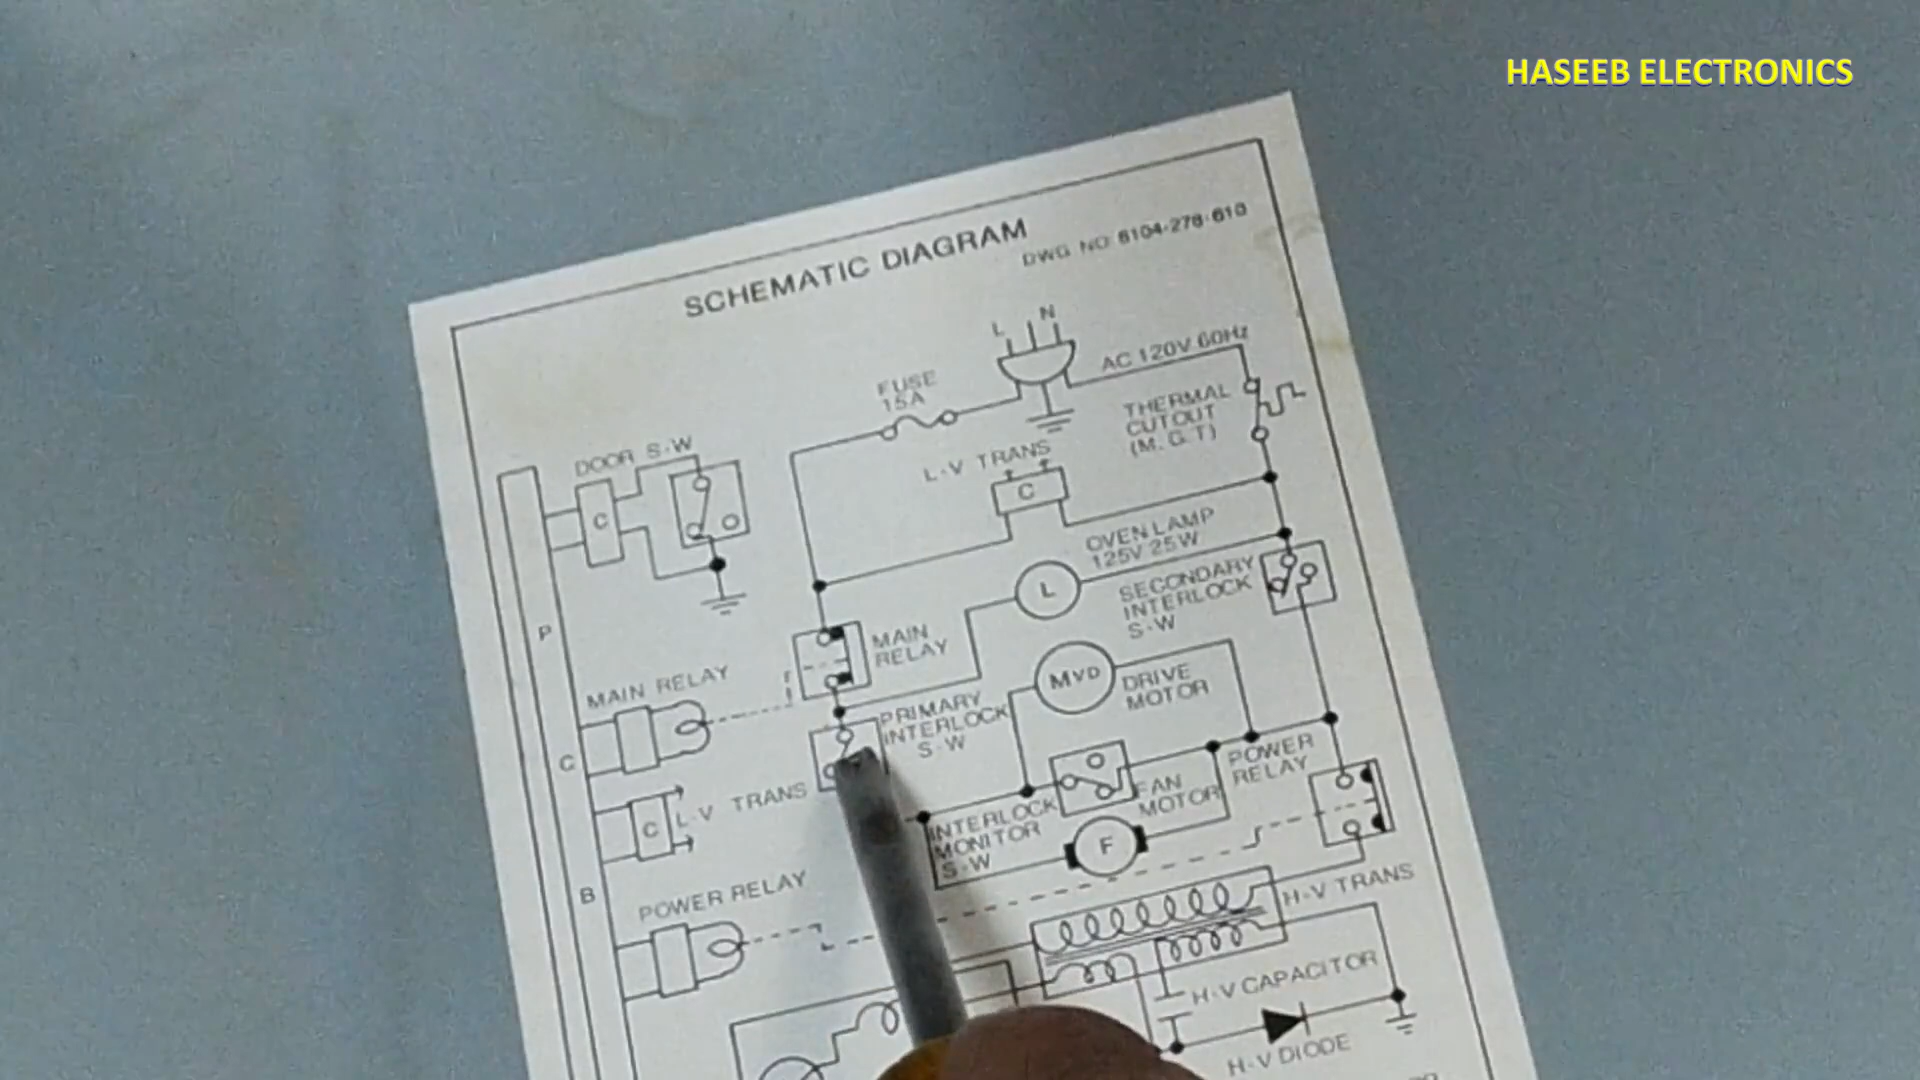 HASEEB ELECTRONICS
SCHEMATIC DIAGRAM
DWG NO 6104-278-610
L N
AC 120V 60Hz
FUSE
15A
THERMAL
CUTOUT
(M. G. T)
DOOR S-W
C
L-V TRANS
C
OVEN LAMP
125V 25W
L
SECONDARY
INTERLOCK
S-W
P
MAIN
RELAY
MAIN RELAY
MVD
DRIVE
MOTOR
PRIMARY
INTERLOCK
S-W
C
POWER
RELAY
L-V TRANS
C
FAN
MOTOR
INTERLOCK
MONITOR
S-W
F
B
POWER RELAY
H-V TRANS
H-V CAPACITOR
H-V DIODE